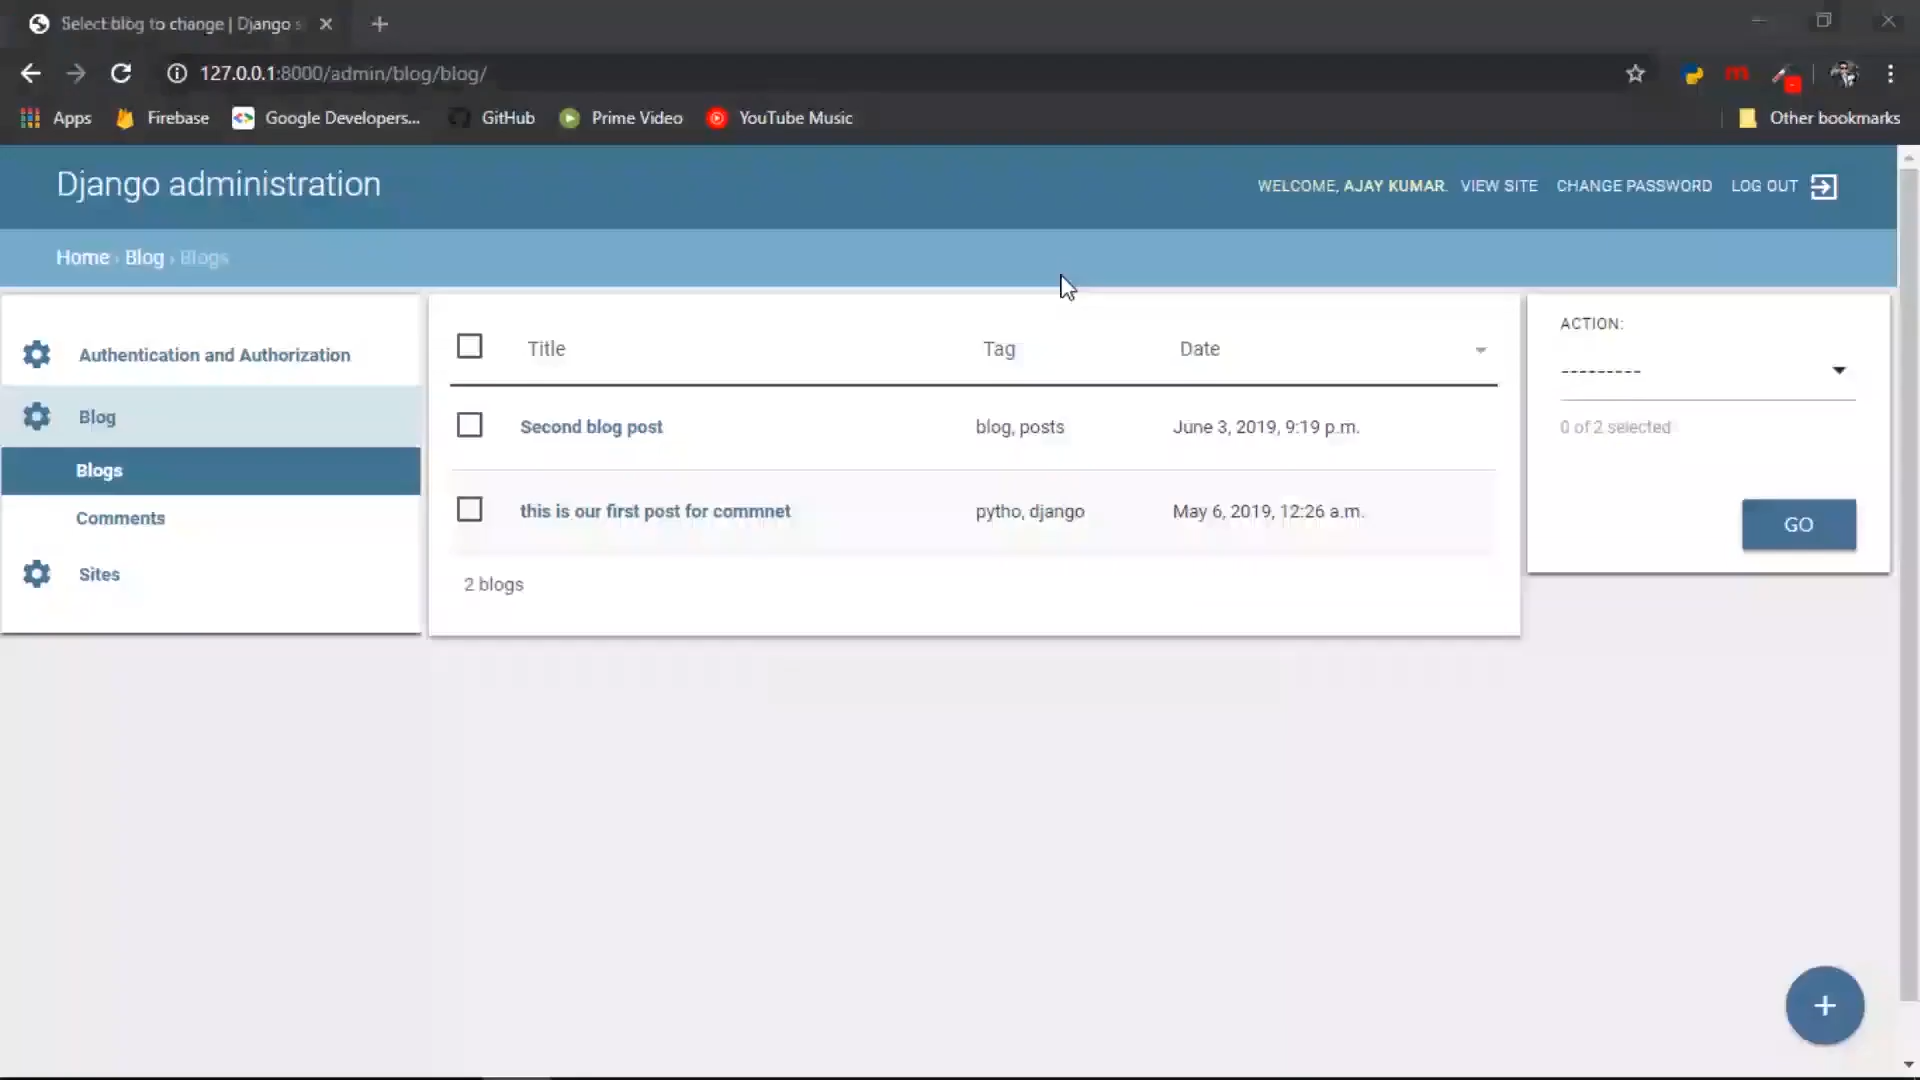 Select blog to change | Django s
127.0.0.1:8000/admin/blog/blog/
Apps Firebase Google Developers... GitHub Prime Video YouTube Music Other bookmarks
Django administration
WELCOME, AJAY KUMAR. VIEW SITE CHANGE PASSWORD LOG OUT
Home › Blog › Blogs
Authentication and Authorization
Blog
Blogs
Comments
Sites
Title Tag Date
Second blog post blog, posts June 3, 2019, 9:19 p.m.
this is our first post for commnet pytho, django May 6, 2019, 12:26 a.m.
2 blogs
ACTION:
---------
0 of 2 selected
GO
+